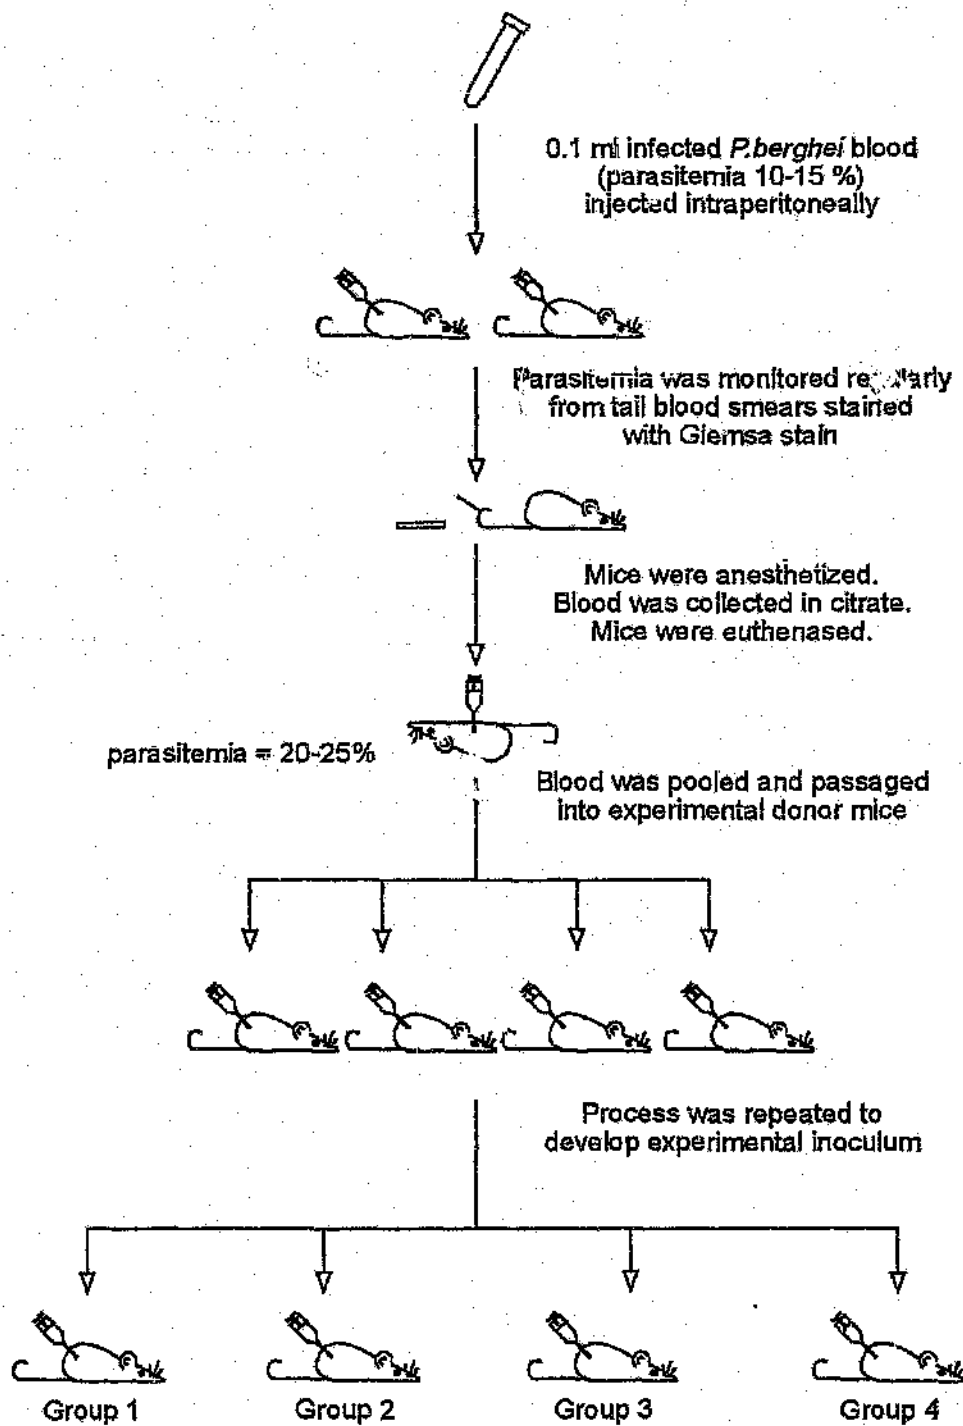 0.1 ml infected P.berghei blood
(parasitemia 10-15 %)
injected intraperitoneally
Parasitemia was monitored regularly
from tail blood smears stained
with Giemsa stain
Mice were anesthetized.
Blood was collected in citrate.
Mice were euthenased.
parasitemia = 20-25%
Blood was pooled and passaged
into experimental donor mice
Process was repeated to
develop experimental inoculum
Group 1 Group 2 Group 3 Group 4